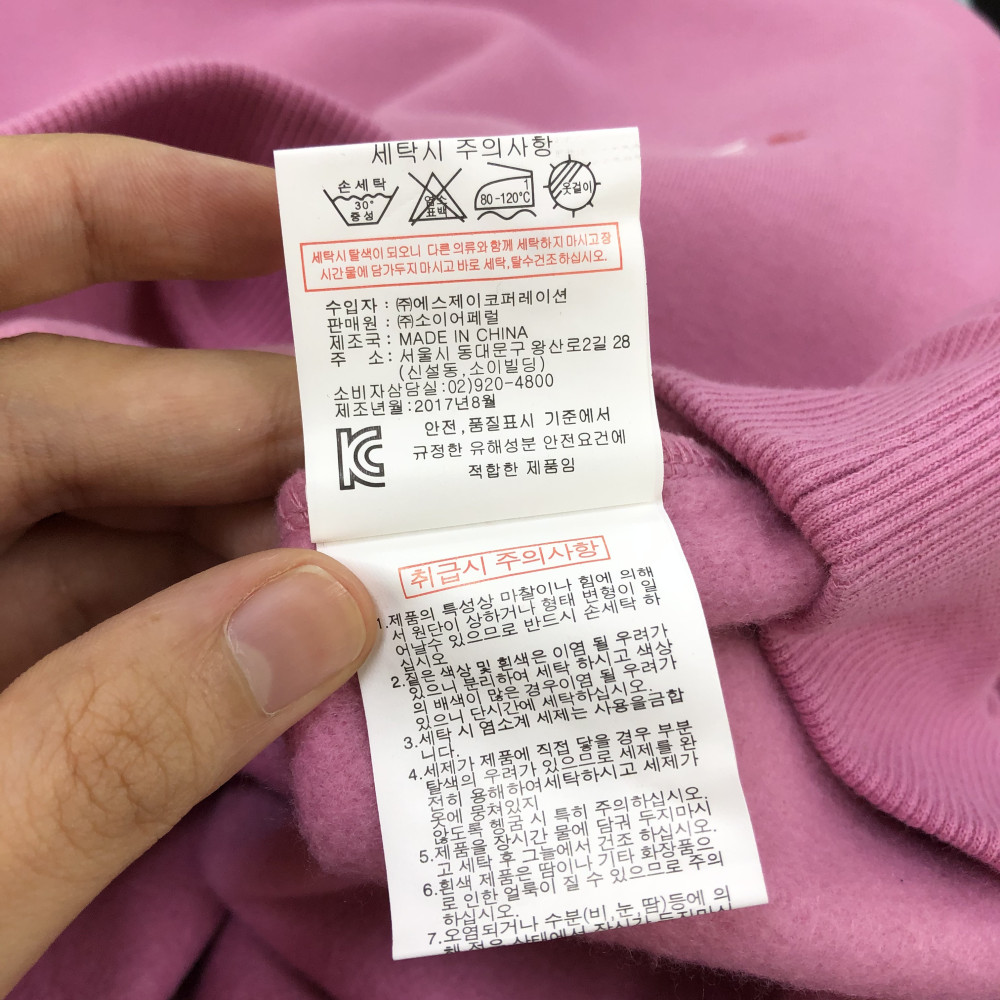 세탁시 주의사항
손세탁
30°
중성
염소
표백
1
80-120℃
옷걸이
세탁시 탈색이 되오니 다른 의류와 함께 세탁하지 마시고 장
시간 물에 담가두지 마시고 바로 세탁,탈수건조 하십시오.
수입자 : ㈜에스제이코퍼레이션
판매원 : ㈜소이어페럴
제조국 : MADE IN CHINA
주 소 : 서울시 동대문구 왕산로2길 28
(신설동, 소이빌딩)
소비자상담실:02)920-4800
제조년월:2017년8월
안전,품질표시 기준에서
규정한 유해성분 안전요건에
적합한 제품임
취급시 주의사항
1.제품의 특성상 마찰이나 힘에 의해
서 원단이 상하거나 형태 변형이 일
어날수 있으므로 반드시 손세탁 하
십시오
2.짙은 색상 및 흰색은 이염 될 우려가
있으니 분리하여 세탁 하시고 색상
의 배색이 많은 경우이염 될 우려가
있으니 단시간에 세탁하십시오.
3.세탁 시 염소계 세제는 사용을금합
니다.
4.세제가 제품에 직접 닿을경우 부분
탈색의 우려가 있으므로 세제를 완
전히 용해하여세탁하시고 세제가
옷에 뭉쳐있지
않도록 헹굼 시 특히 주의하십시오.
5.제품을 장시간 물에 담궈 두지마시
고 세탁 후 그늘에서 건조 하십시오.
6.흰색 제품은 땀이나 기타 화장품으
로 인한 얼룩이 질 수 있으므로 주의
하십시오.
7.오염되거나 수분(비,눈,땀)등에 의
해 젖은 상태에서 장시간 두지마시